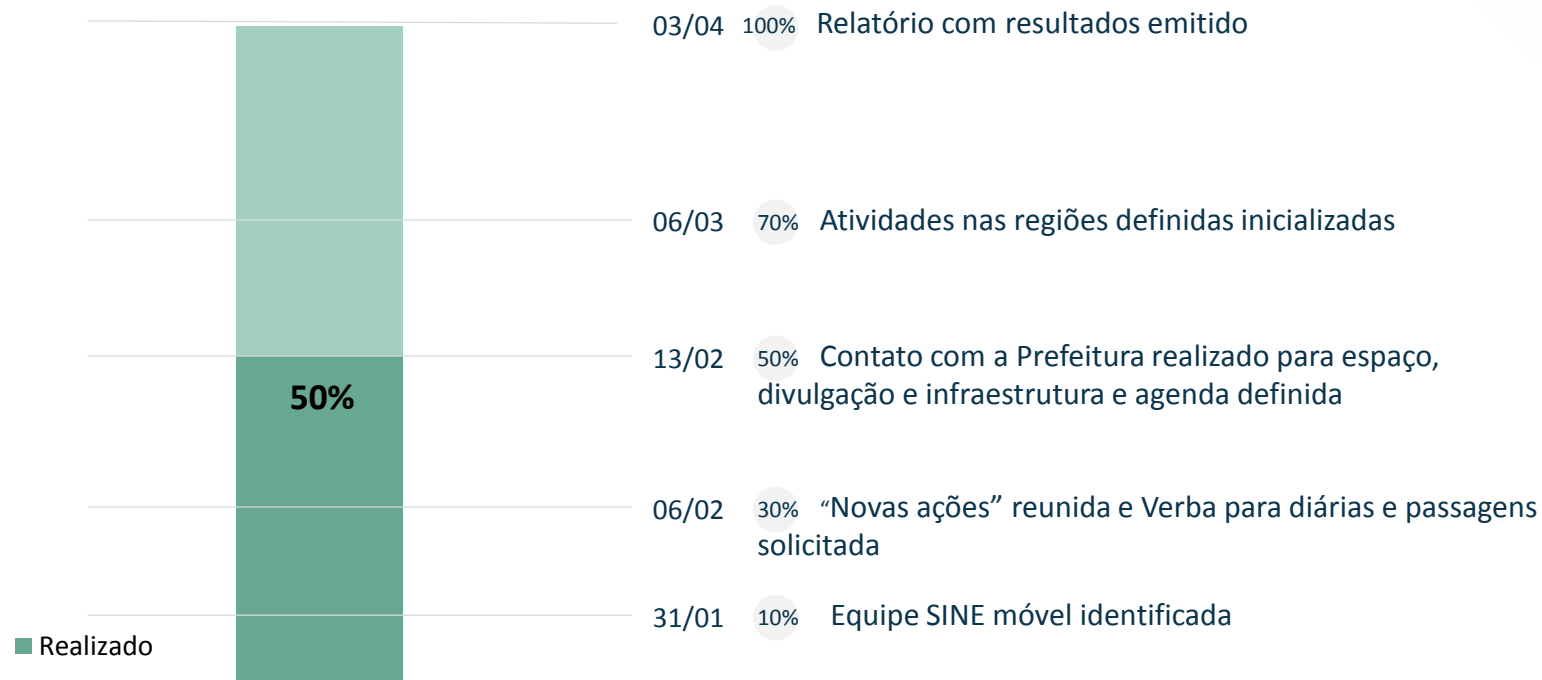 03/04 100% Relatório com resultados emitido
06/03 70% Atividades nas regiões definidas inicializadas
13/02 50% Contato com a Prefeitura realizado para espaço,
divulgação e infraestrutura e agenda definida
50%
06/02 30% “Novas ações” reunida e Verba para diárias e passagens
solicitada
31/01 10% Equipe SINE móvel identificada
Realizado